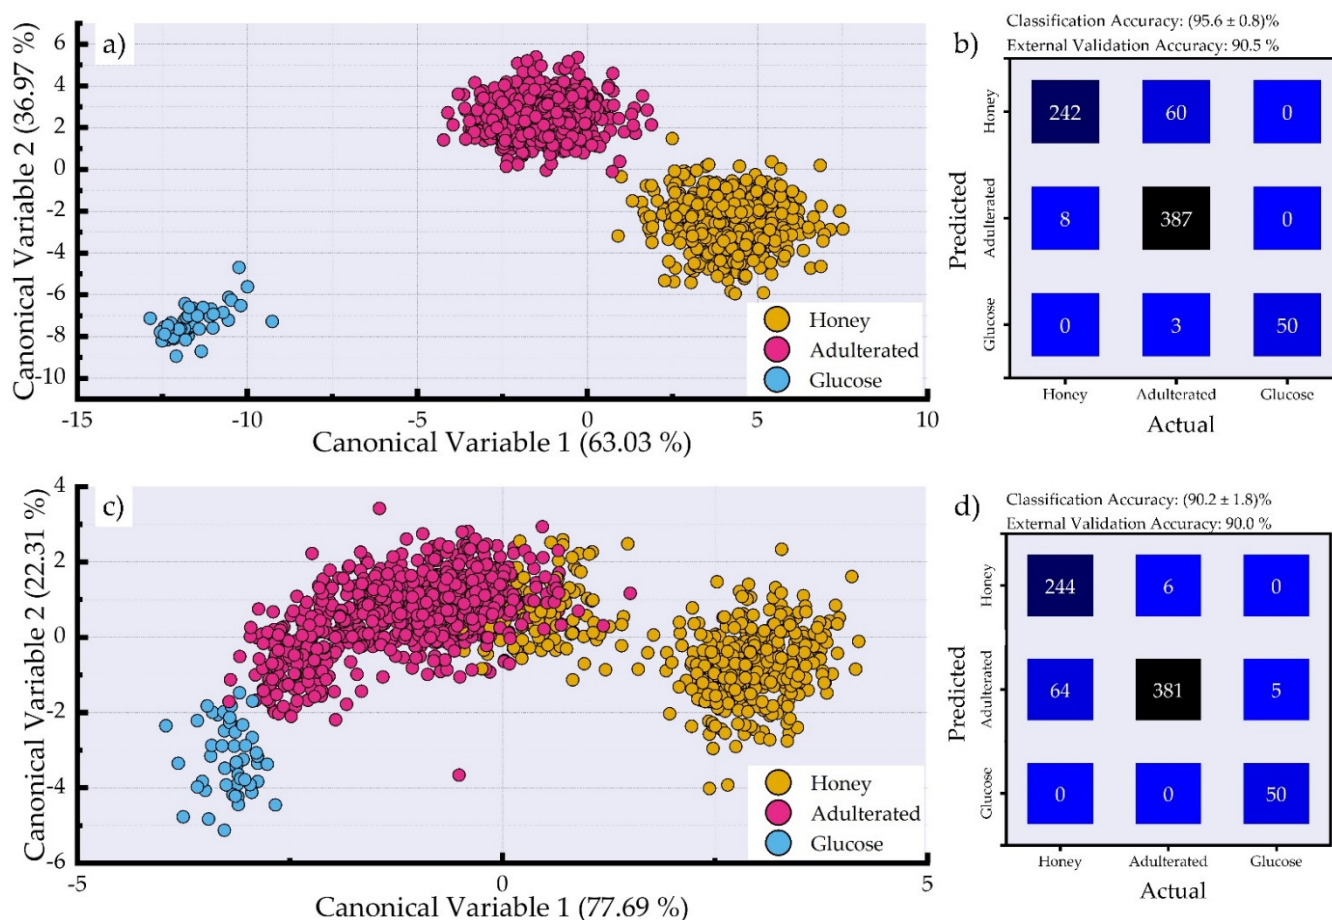 a)
Canonical Variable 2 (36.97 %)
6
4
2
0
-2
-4
-6
-8
-10
Honey
Adulterated
Glucose
-15
-10
-5
0
5
10
Canonical Variable 1 (63.03 %)
b)
Classification Accuracy: (95.6 ± 0.8)%
External Validation Accuracy: 90.5 %
Predicted
Honey
Adulterated
Glucose
242 60 0
8 387 0
0 3 50
Honey Adulterated Glucose
Actual
c)
Canonical Variable 2 (22.31 %)
4
2
0
-2
-4
-6
Honey
Adulterated
Glucose
-5
0
5
Canonical Variable 1 (77.69 %)
d)
Classification Accuracy: (90.2 ± 1.8)%
External Validation Accuracy: 90.0 %
Predicted
Honey
Adulterated
Glucose
244 6 0
64 381 5
0 0 50
Honey Adulterated Glucose
Actual